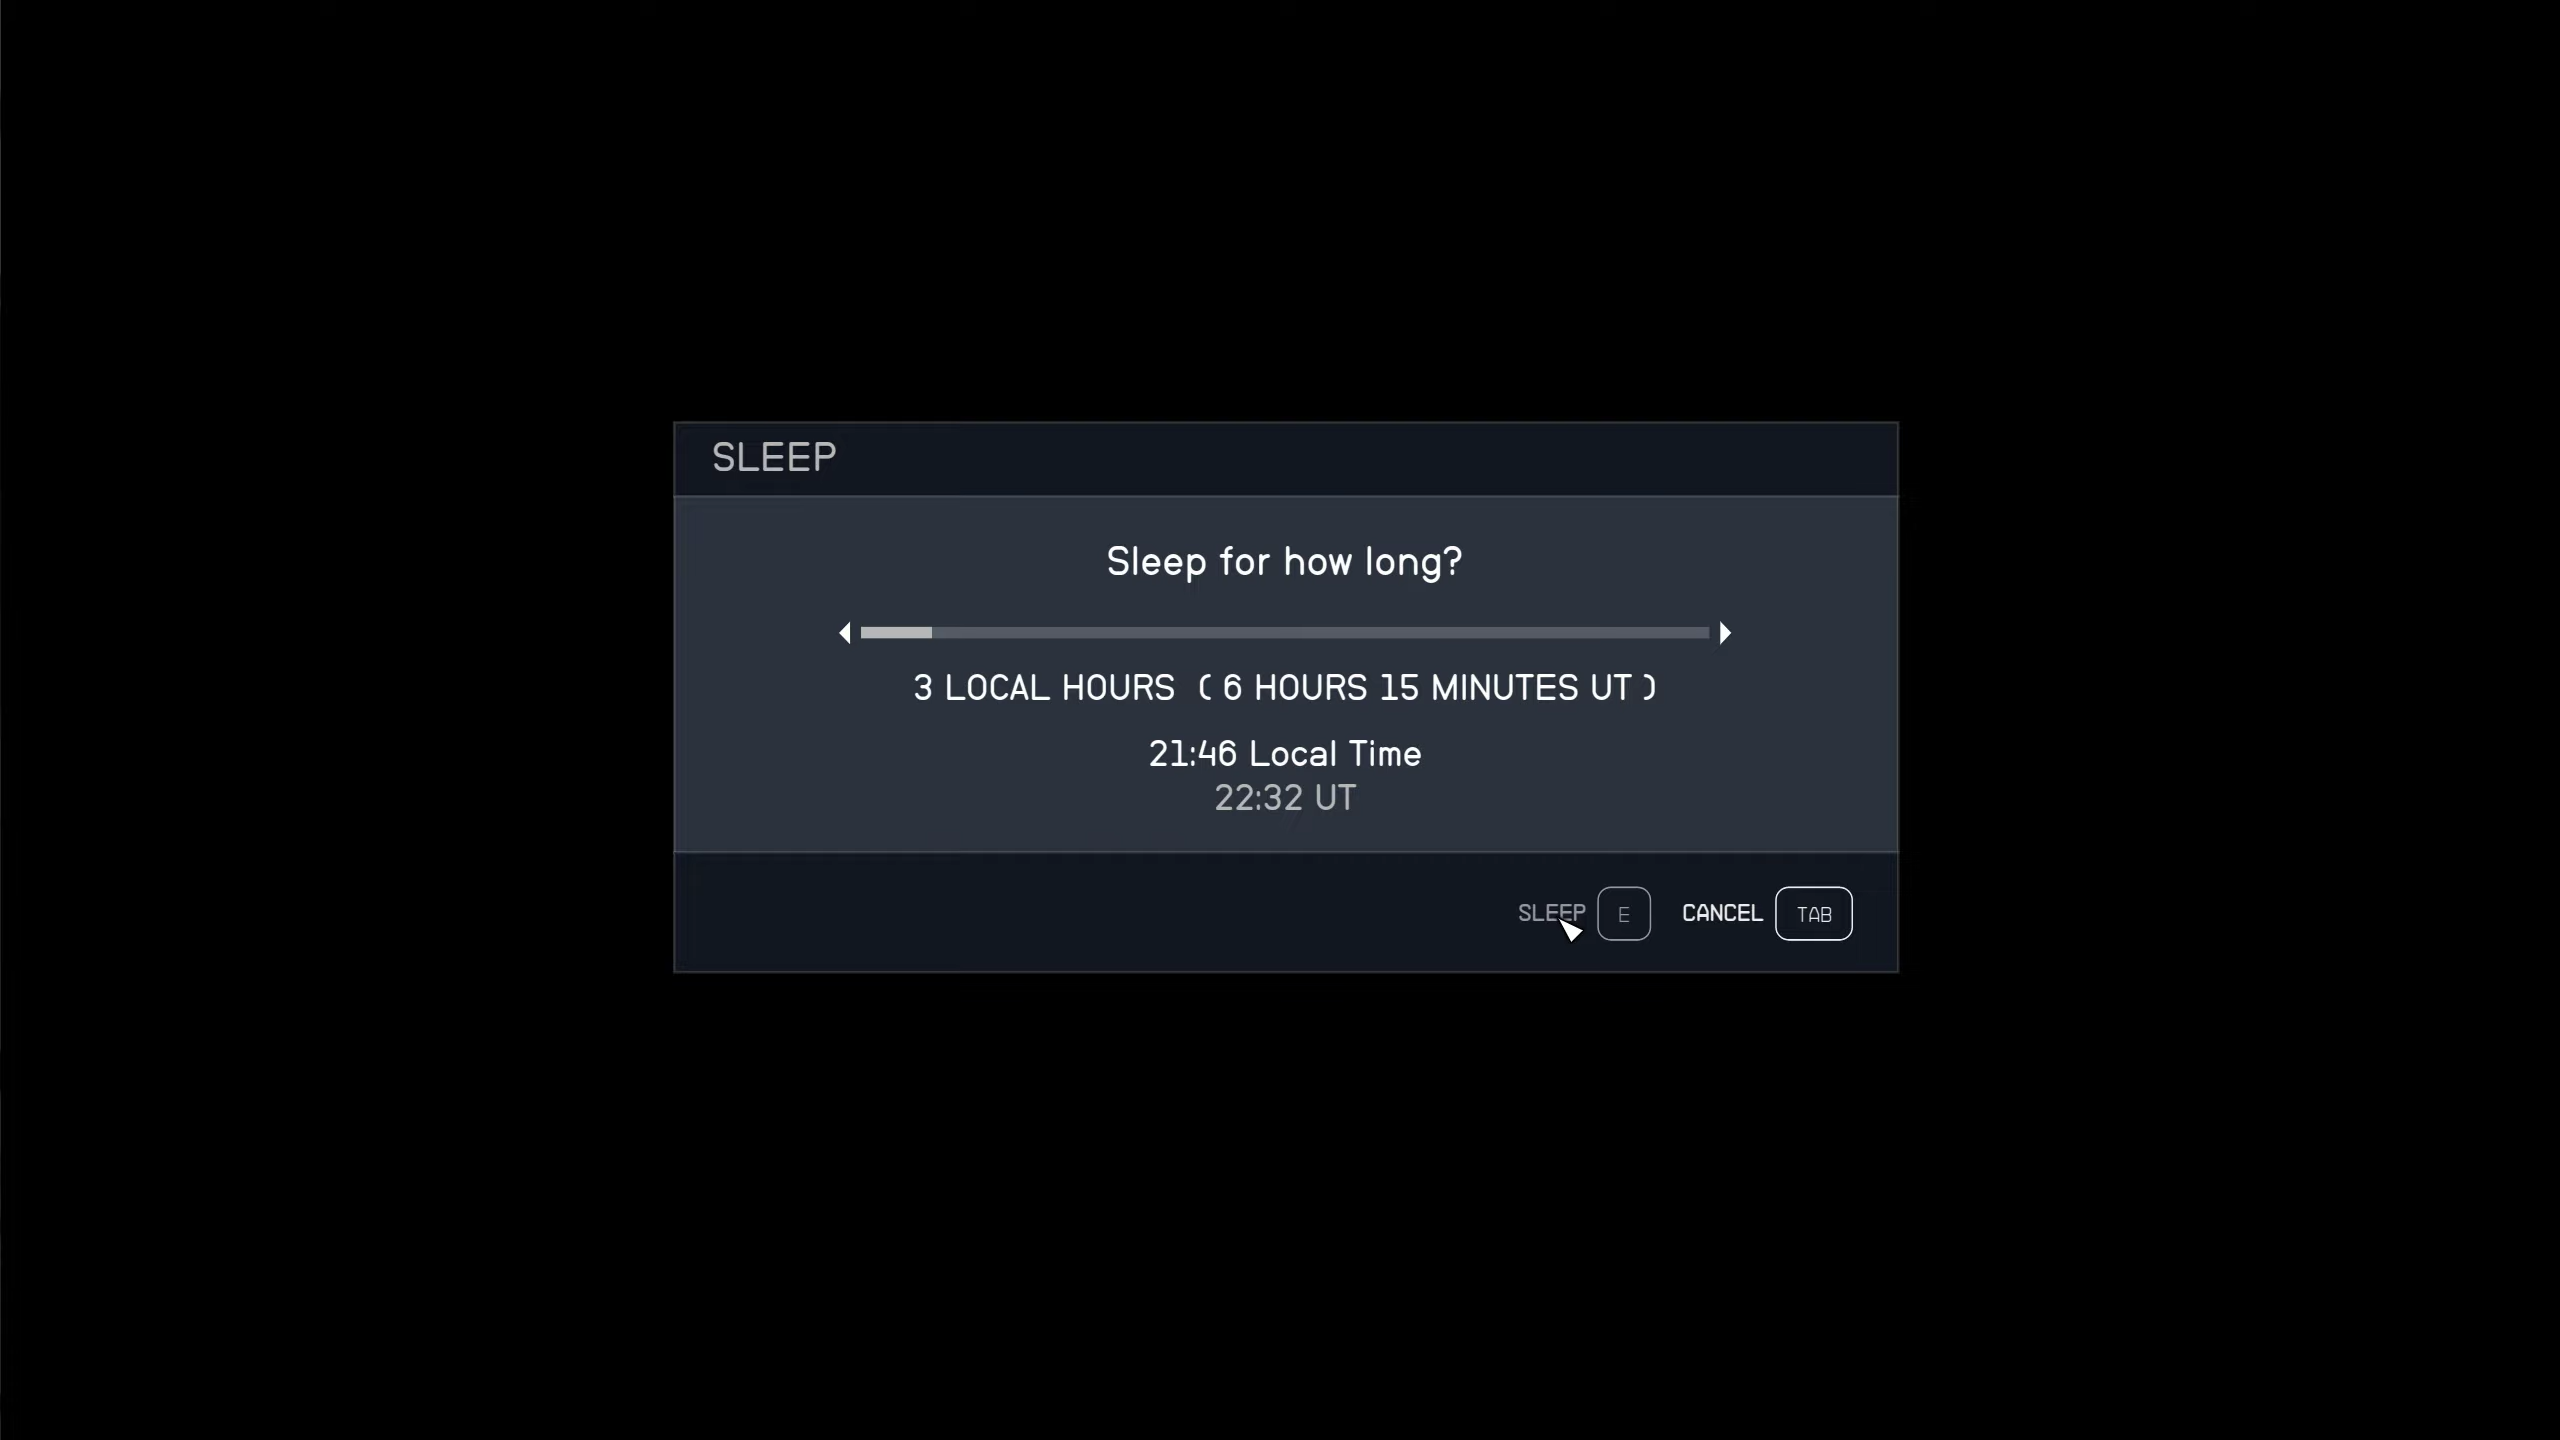 SLEEP
Sleep for how long?
3 LOCAL HOURS ( 6 HOURS 15 MINUTES UT )
21:46 Local Time
22:32 UT
SLEEP E CANCEL TAB